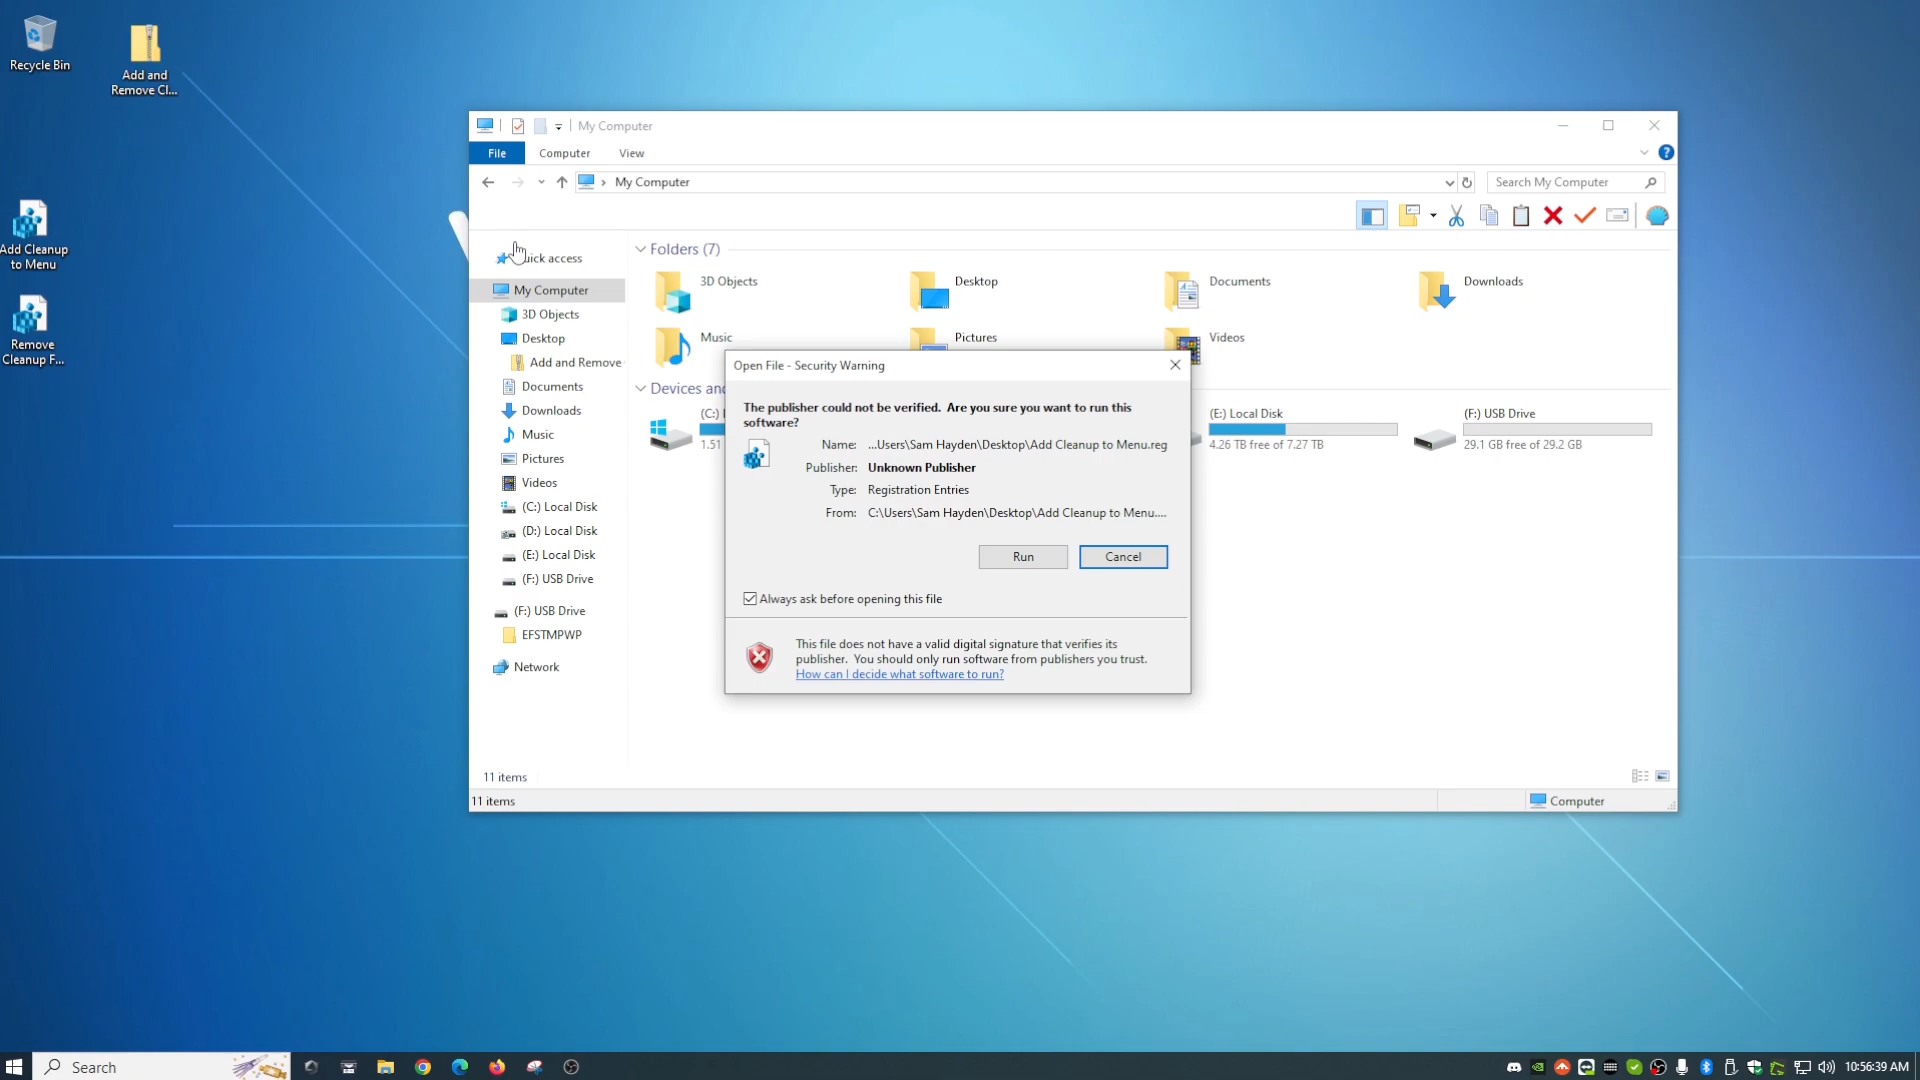 Recycle Bin
Add and
Remove Cl...
Add Cleanup
to Menu
Remove
Cleanup F...
My Computer
File
Computer
View
My Computer
Search My Computer
Quick access
My Computer
3D Objects
Desktop
Add and Remove
Documents
Downloads
Music
Pictures
Videos
(C:) Local Disk
(D:) Local Disk
(E:) Local Disk
(F:) USB Drive
(F:) USB Drive
EFSTMPWP
Network
Folders (7)
3D Objects
Desktop
Documents
Downloads
Music
Pictures
Videos
Devices and
(C:)
1.51
(E:) Local Disk
4.26 TB free of 7.27 TB
(F:) USB Drive
29.1 GB free of 29.2 GB
Open File - Security Warning
The publisher could not be verified. Are you sure you want to run this
software?
Name: ...Users\Sam Hayden\Desktop\Add Cleanup to Menu.reg
Publisher: Unknown Publisher
Type: Registration Entries
From: C:\Users\Sam Hayden\Desktop\Add Cleanup to Menu....
Run
Cancel
Always ask before opening this file
This file does not have a valid digital signature that verifies its
publisher. You should only run software from publishers you trust.
How can I decide what software to run?
11 items
11 items
Computer
Search
10:56:39 AM